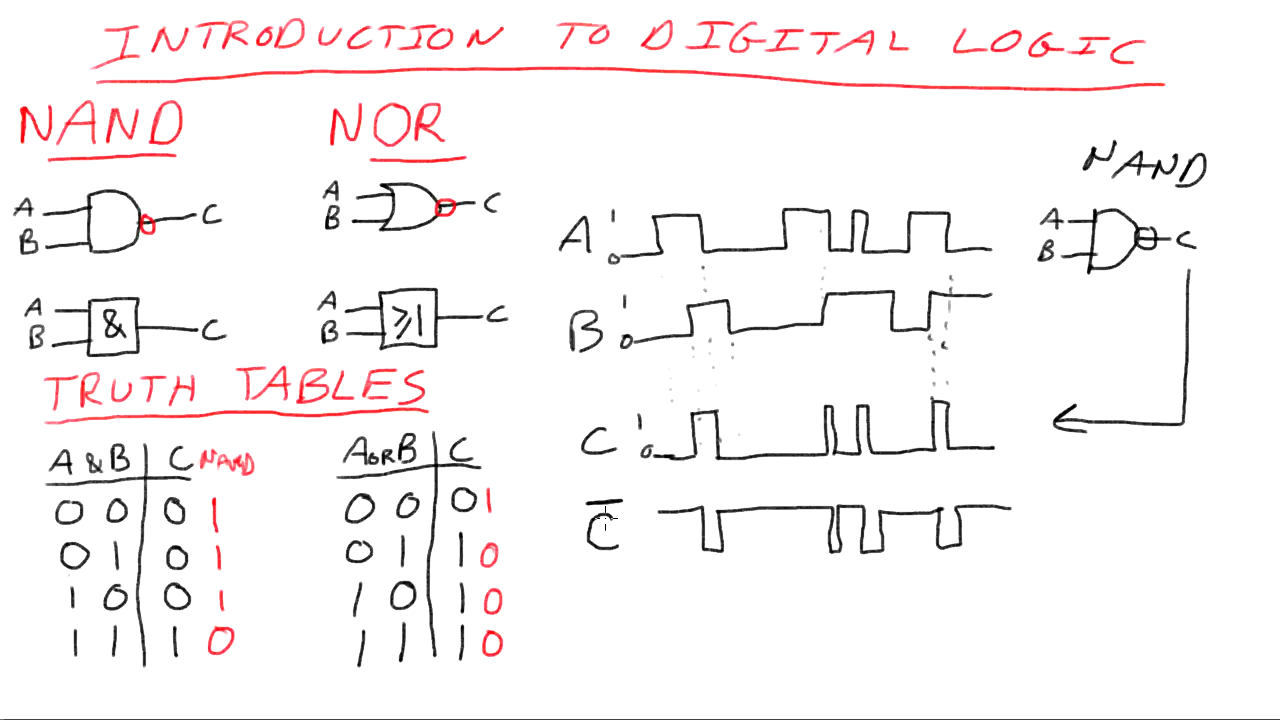 INTRODUCTION TO DIGITAL LOGIC
NAND
NOR
A
B
C
A
B
C
A
B
&
C
A
B
≥1
C
TRUTH TABLES
A & B C NAND
0 0 0 1
0 1 0 1
1 0 0 1
1 1 1 0
A OR B C
0 0 0 1
0 1 1 0
1 0 1 0
1 1 1 0
A 1
0
B 1
0
C 1
0
C̅
NAND
A
B
C